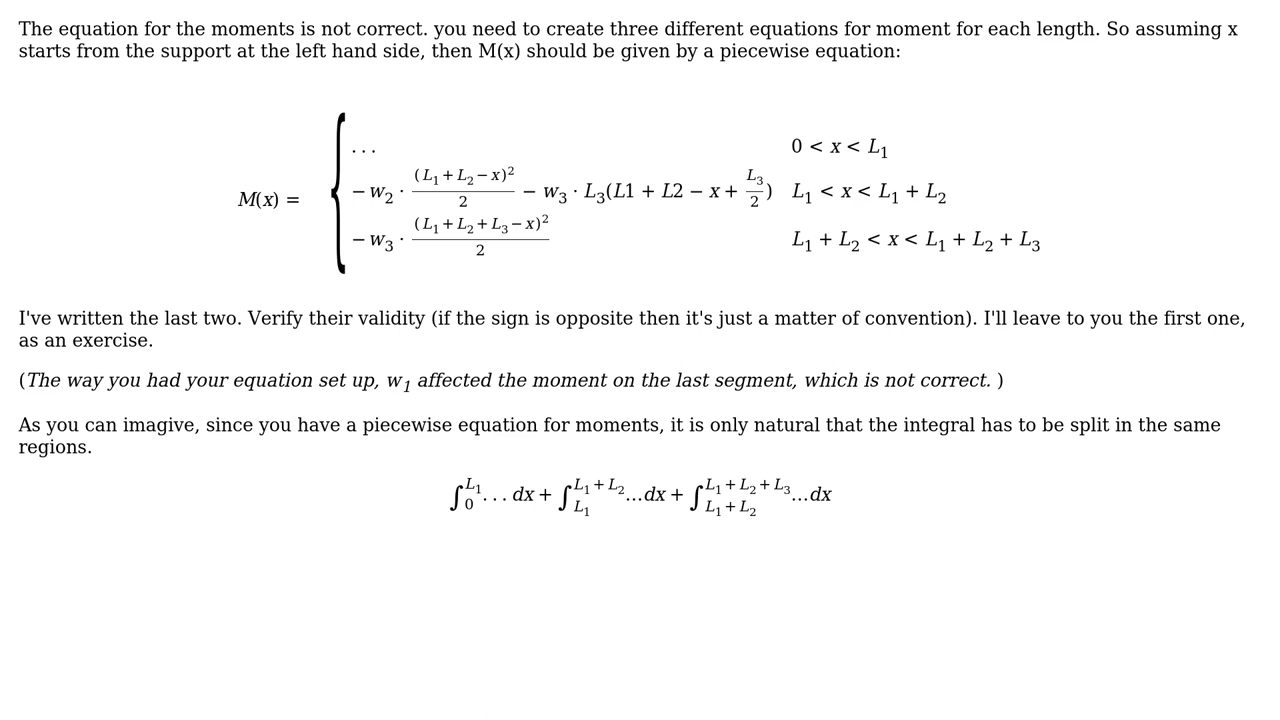 The equation for the moments is not correct. you need to create three different equations for moment for each length. So assuming x
starts from the support at the left hand side, then M(x) should be given by a piecewise equation:
M(x) = {
. . . 0 < x < L₁
− w₂ · (L₁ + L₂ − x)² / 2 − w₃ · L₃(L1 + L2 − x + L₃ / 2) L₁ < x < L₁ + L₂
− w₃ · (L₁ + L₂ + L₃ − x)² / 2 L₁ + L₂ < x < L₁ + L₂ + L₃
I've written the last two. Verify their validity (if the sign is opposite then it's just a matter of convention). I'll leave to you the first one,
as an exercise.
(The way you had your equation set up, w₁ affected the moment on the last segment, which is not correct. )
As you can imagive, since you have a piecewise equation for moments, it is only natural that the integral has to be split in the same
regions.
∫₀^{L₁} . . . dx + ∫_{L₁}^{L₁ + L₂} ...dx + ∫_{L₁ + L₂}^{L₁ + L₂ + L₃} ...dx